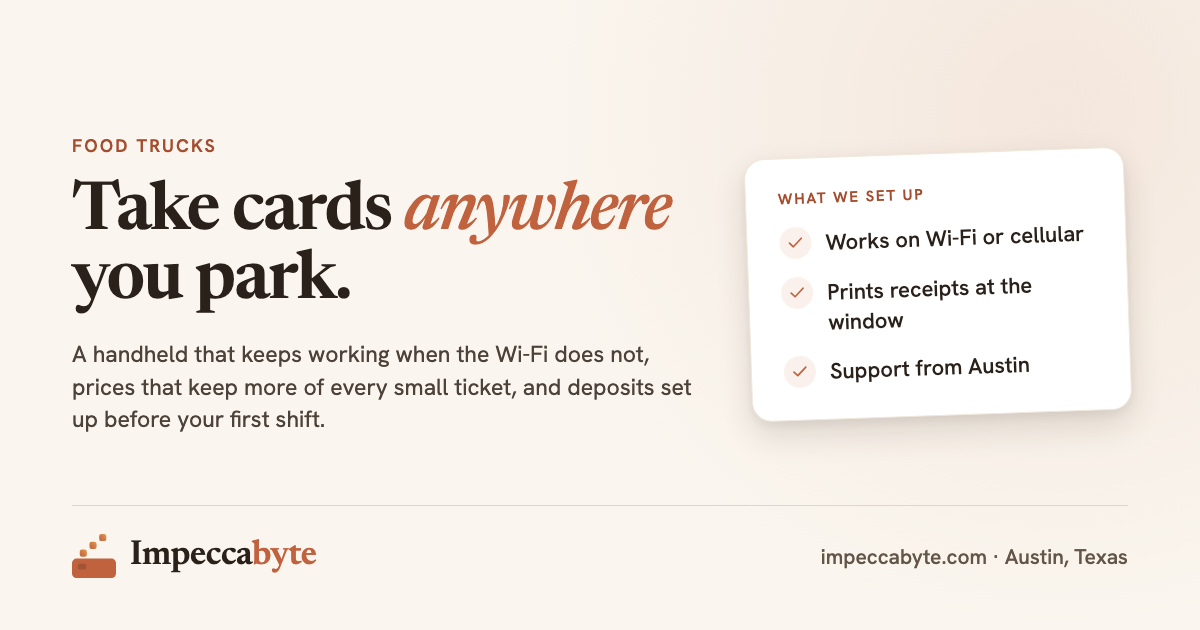 FOOD TRUCKS
Take cards anywhere
you park.
A handheld that keeps working when the Wi-Fi does not,
prices that keep more of every small ticket, and deposits set
up before your first shift.
WHAT WE SET UP
Works on Wi-Fi or cellular
Prints receipts at the
window
Support from Austin
Impeccabyte
impeccabyte.com · Austin, Texas